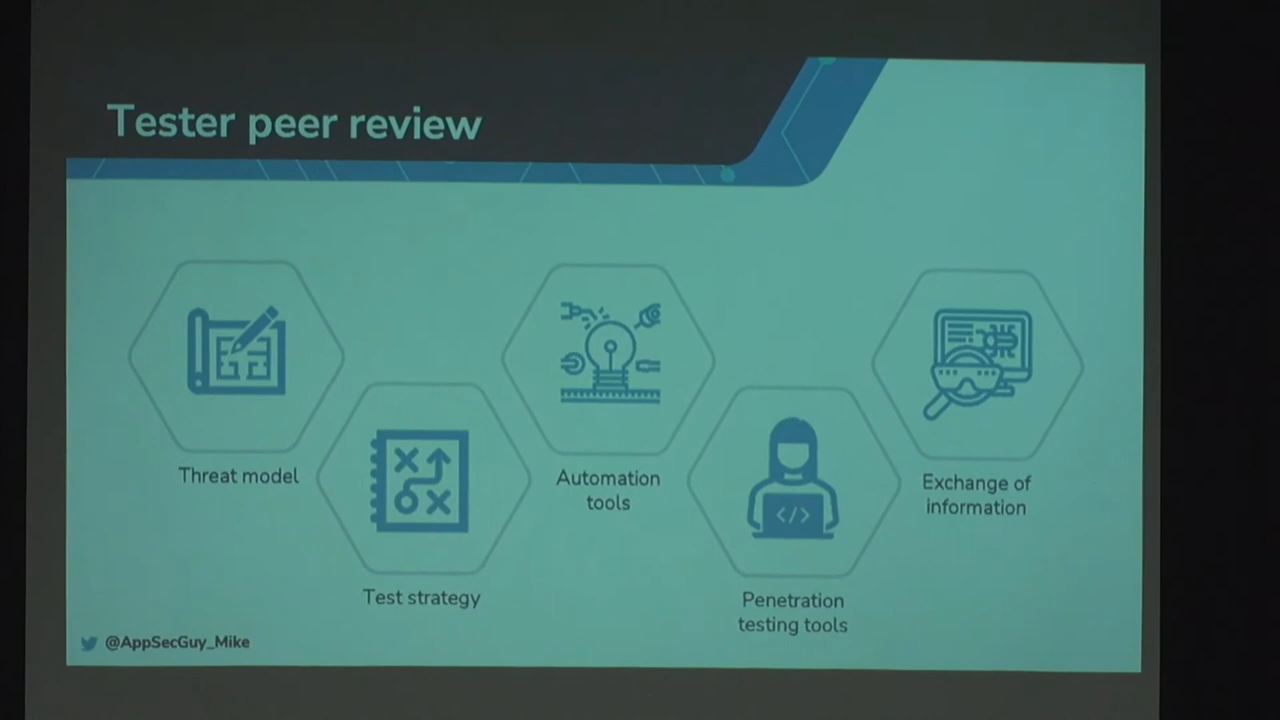 Tester peer review
Threat model
Test strategy
Automation
tools
</>
Penetration
testing tools
Exchange of
information
@AppSecGuy_Mike